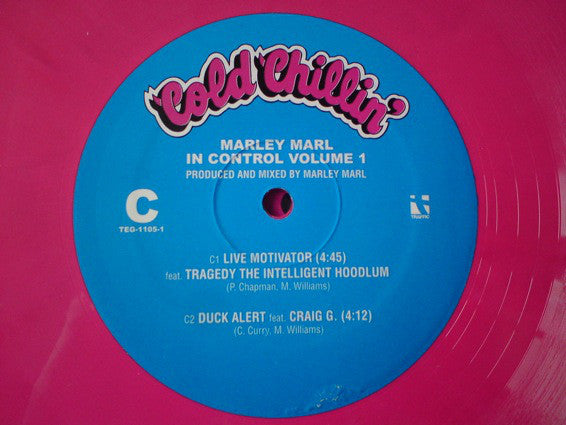 Cold Chillin'
MARLEY MARL
IN CONTROL VOLUME 1
PRODUCED AND MIXED BY MARLEY MARL
C
TEG-1105-1
TRAFFIC
C1 LIVE MOTIVATOR (4:45)
feat. TRAGEDY THE INTELLIGENT HOODLUM
(P. Chapman, M. Williams)
C2 DUCK ALERT feat. CRAIG G. (4:12)
(C. Curry, M. Williams)